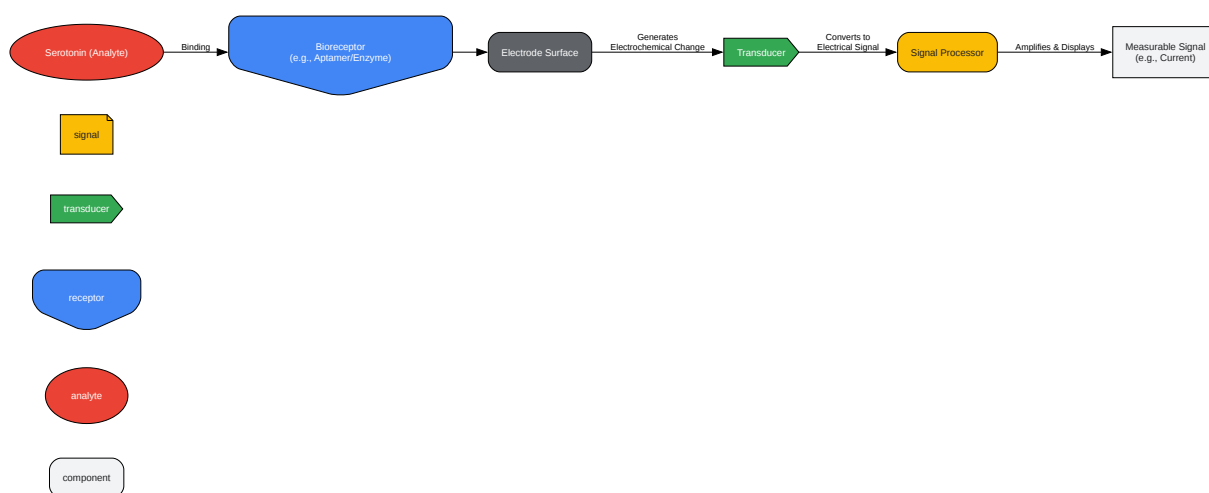 Serotonin (Analyte)
Binding
Bioreceptor
(e.g., Aptamer/Enzyme)
Electrode Surface
Generates
Electrochemical Change
Transducer
Converts to
Electrical Signal
Signal Processor
Amplifies & Displays
Measurable Signal
(e.g., Current)
signal
transducer
receptor
analyte
component